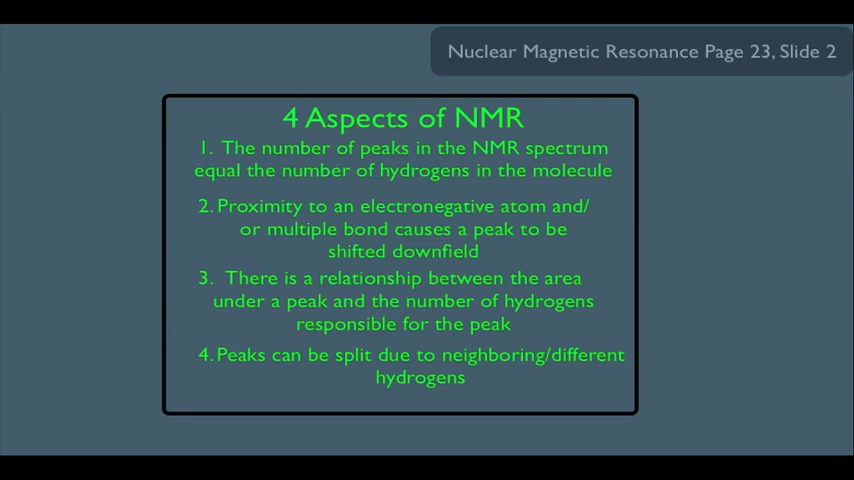 Nuclear Magnetic Resonance Page 23, Slide 2
4 Aspects of NMR
1. The number of peaks in the NMR spectrum
equal the number of hydrogens in the molecule
2. Proximity to an electronegative atom and/
or multiple bond causes a peak to be
shifted downfield
3. There is a relationship between the area
under a peak and the number of hydrogens
responsible for the peak
4. Peaks can be split due to neighboring/different
hydrogens